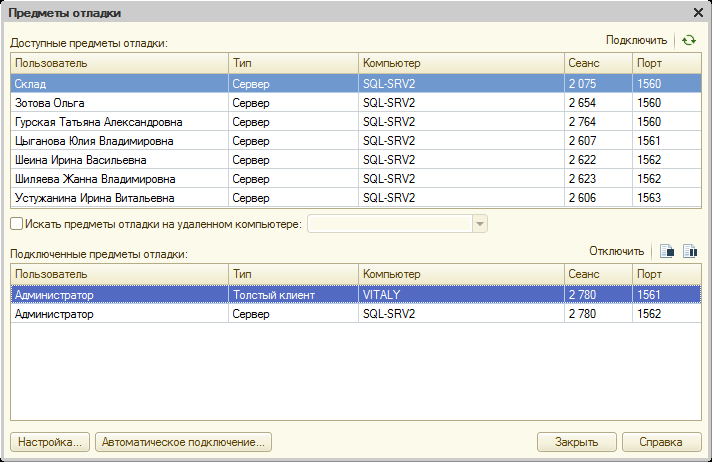 Предметы отладки
Доступные предметы отладки: Подключить
Пользователь Тип Компьютер Сеанс Порт
Склад Сервер SQL-SRV2 2 075 1560
Зотова Ольга Сервер SQL-SRV2 2 654 1560
Гурская Татьяна Александровна Сервер SQL-SRV2 2 764 1560
Цыганова Юлия Владимировна Сервер SQL-SRV2 2 607 1561
Шеина Ирина Васильевна Сервер SQL-SRV2 2 622 1562
Шиляева Жанна Владимировна Сервер SQL-SRV2 2 623 1562
Устужанина Ирина Витальевна Сервер SQL-SRV2 2 606 1563
Искать предметы отладки на удаленном компьютере:
Подключенные предметы отладки: Отключить
Пользователь Тип Компьютер Сеанс Порт
Администратор Толстый клиент VITALY 2 780 1561
Администратор Сервер SQL-SRV2 2 780 1562
Настройка... Автоматическое подключение... Закрыть Справка